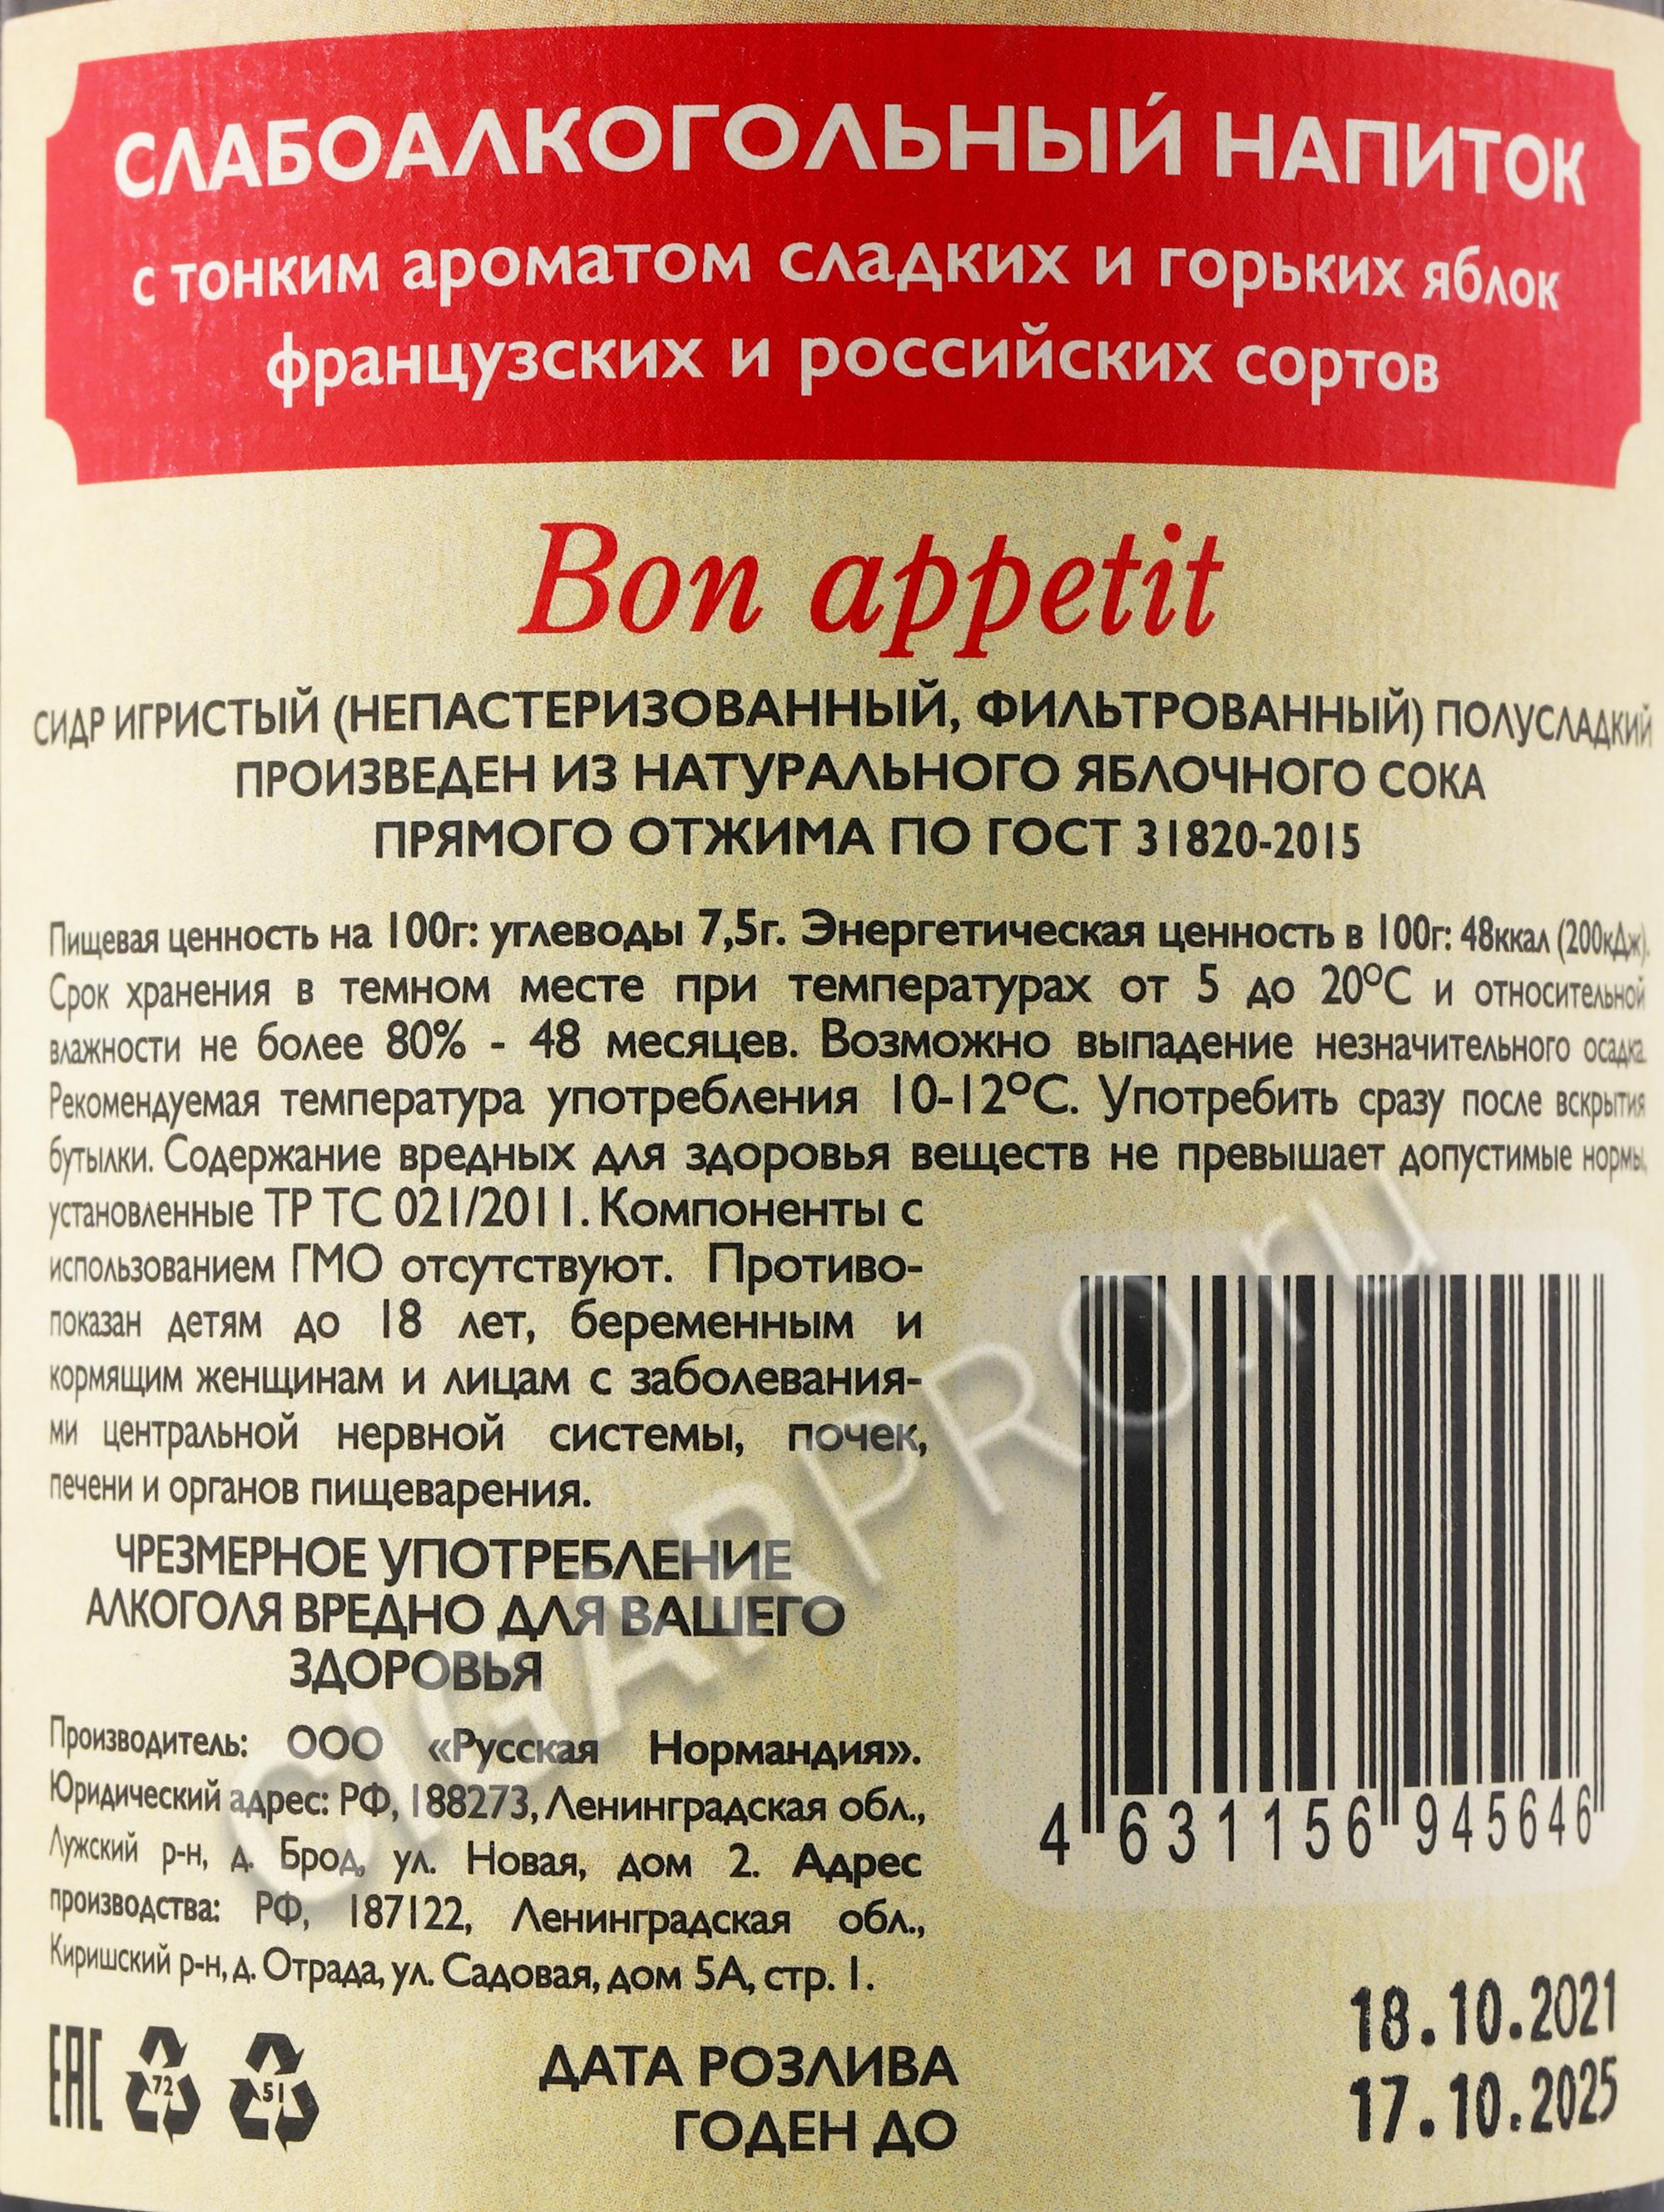 СЛАБОАЛКОГОЛЬНЫЙ НАПИТОК
с тонким ароматом сладких и горьких яблок
французских и российских сортов
Bon appetit
СИДР ИГРИСТЫЙ (НЕПАСТЕРИЗОВАННЫЙ, ФИЛЬТРОВАННЫЙ) ПОЛУСЛАДКИЙ
ПРОИЗВЕДЕН ИЗ НАТУРАЛЬНОГО ЯБЛОЧНОГО СОКА
ПРЯМОГО ОТЖИМА ПО ГОСТ 31820-2015
Пищевая ценность на 100г: углеводы 7,5г. Энергетическая ценность в 100г: 48ккал (200кДж).
Срок хранения в темном месте при температурах от 5 до 20°С и относительной
влажности не более 80% - 48 месяцев. Возможно выпадение незначительного осадка.
Рекомендуемая температура употребления 10-12°С. Употребить сразу после вскрытия
бутылки. Содержание вредных для здоровья веществ не превышает допустимые нормы,
установленные ТР ТС 021/2011. Компоненты с
использованием ГМО отсутствуют. Противо-
показан детям до 18 лет, беременным и
кормящим женщинам и лицам с заболевания-
ми центральной нервной системы, почек,
печени и органов пищеварения.
ЧРЕЗМЕРНОЕ УПОТРЕБЛЕНИЕ
АЛКОГОЛЯ ВРЕДНО ДЛЯ ВАШЕГО
ЗДОРОВЬЯ
Производитель: ООО «Русская Нормандия».
Юридический адрес: РФ, 188273, Ленинградская обл.,
Лужский р-н, д. Брод, ул. Новая, дом 2. Адрес
производства: РФ, 187122, Ленинградская обл.,
Киришский р-н, д. Отрада, ул. Садовая, дом 5А, стр. 1.
4 631156 945646
CIGARPRO.ru
EAC 72 51
ДАТА РОЗЛИВА 18.10.2021
ГОДЕН ДО 17.10.2025